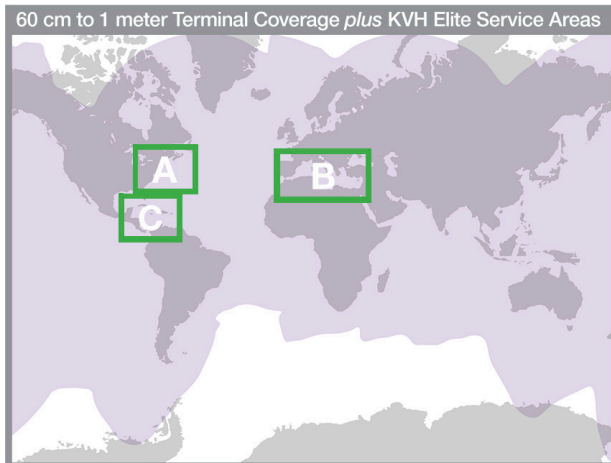 60 cm to 1 meter Terminal Coverage plus KVH Elite Service Areas
A
B
C